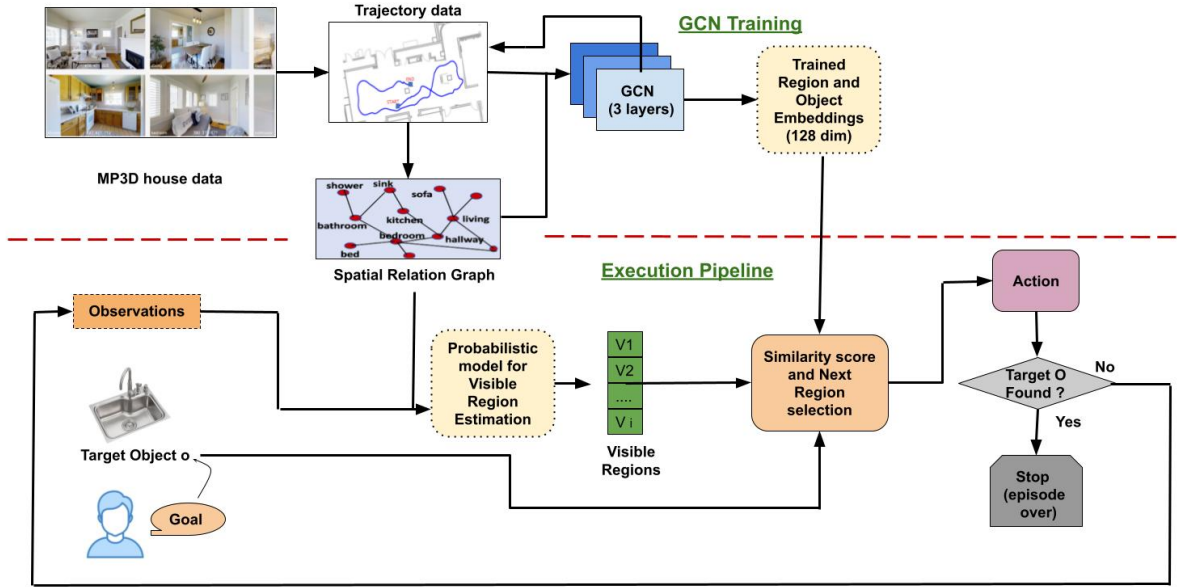 Trajectory data
GCN Training
GCN
(3 layers)
Trained
Region and
Object
Embeddings
(128 dim)
MP3D house data
shower
sink
sofa
bathroom
kitchen
living
bedroom
hallway
bed
Spatial Relation Graph
Execution Pipeline
Observations
Probabilistic
model for
Visible
Region
Estimation
V1
V2
....
V i
Visible
Regions
Similarity score
and Next
Region
selection
Action
Target O
Found ?
No
Yes
Stop
(episode
over)
Target Object o
Goal